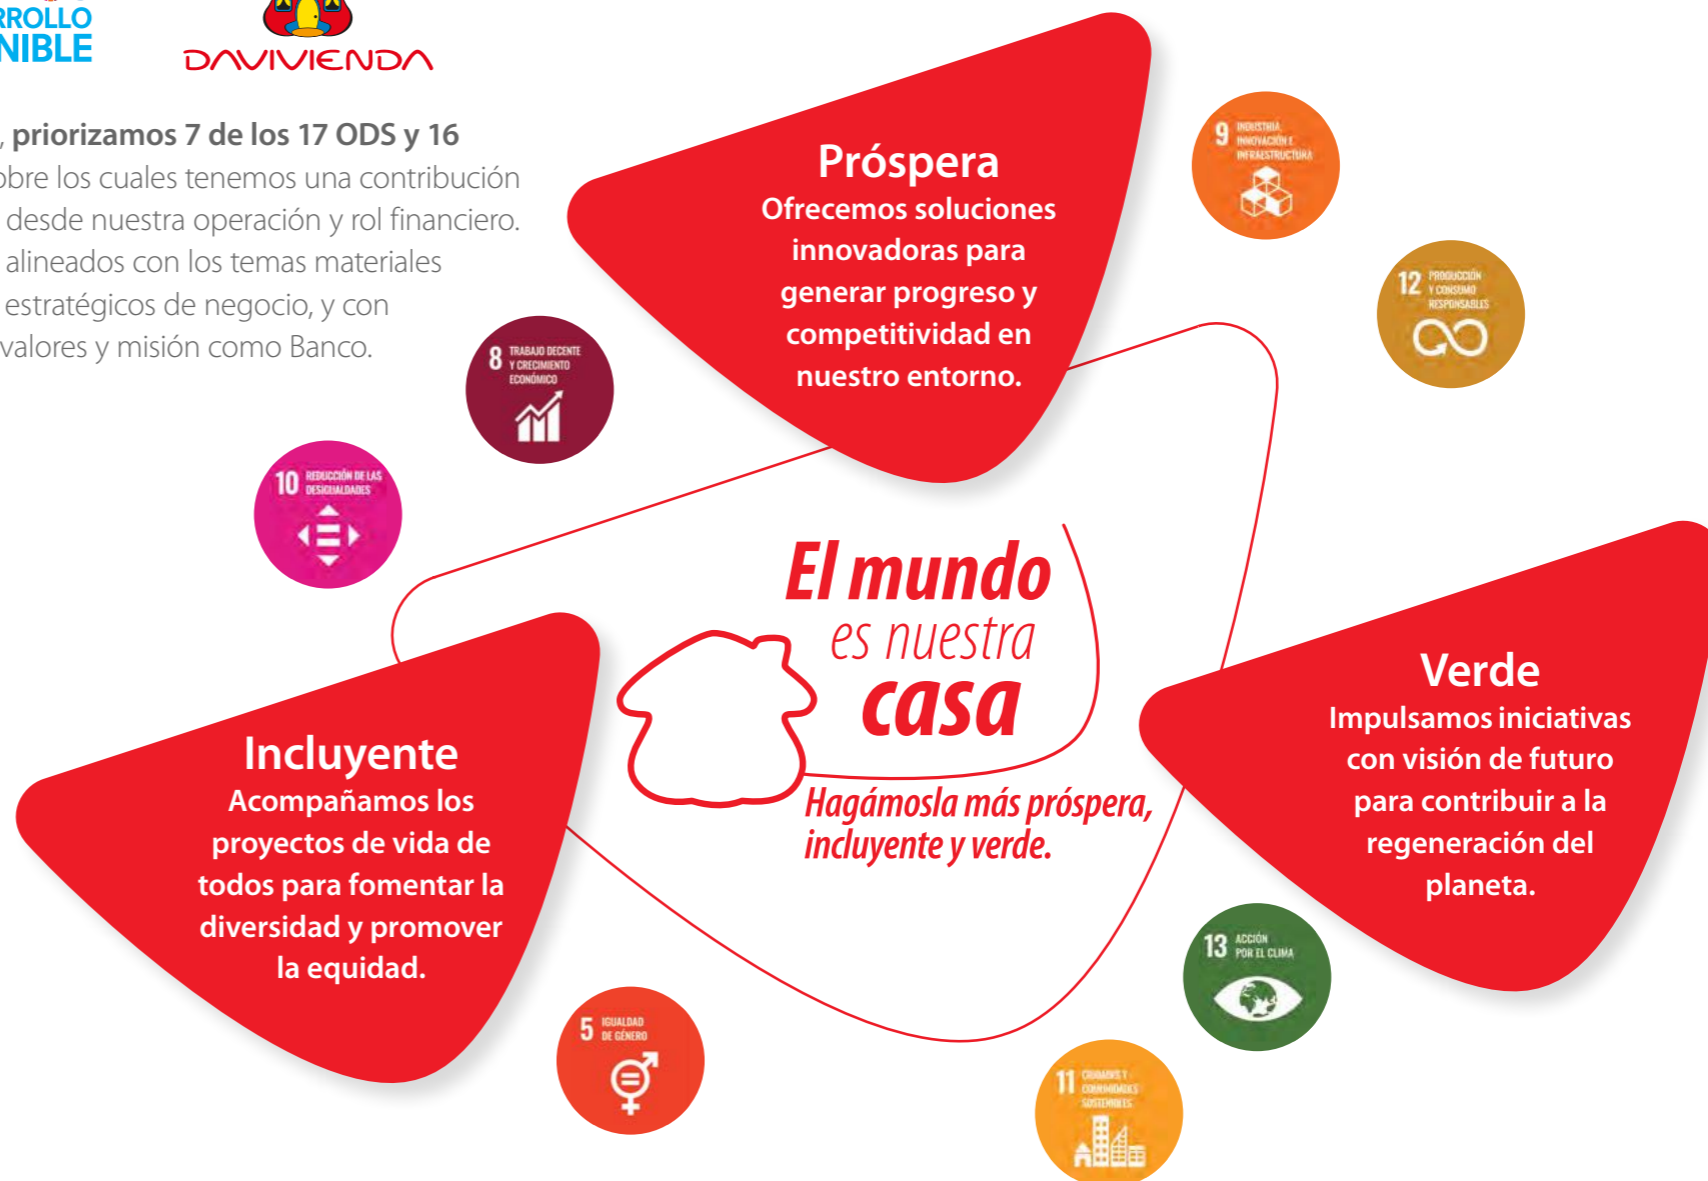 RROLLO
NIBLE
DAVIVIENDA
, priorizamos 7 de los 17 ODS y 16
obre los cuales tenemos una contribución
desde nuestra operación y rol financiero.
alineados con los temas materiales
estratégicos de negocio, y con
valores y misión como Banco.
Próspera
Ofrecemos soluciones
innovadoras para
generar progreso y
competitividad en
nuestro entorno.
9 INDUSTRIA,
INNOVACIÓN E
INFRAESTRUCTURA
12 PRODUCCIÓN
Y CONSUMO
RESPONSABLES
8 TRABAJO DECENTE
Y CRECIMIENTO
ECONÓMICO
10 REDUCCIÓN DE LAS
DESIGUALDADES
El mundo
es nuestra
casa
Hagámosla más próspera,
incluyente y verde.
Verde
Impulsamos iniciativas
con visión de futuro
para contribuir a la
regeneración del
planeta.
Incluyente
Acompañamos los
proyectos de vida de
todos para fomentar la
diversidad y promover
la equidad.
13 ACCIÓN
POR EL CLIMA
5 IGUALDAD
DE GÉNERO
11 CIUDADES Y
COMUNIDADES
SOSTENIBLES